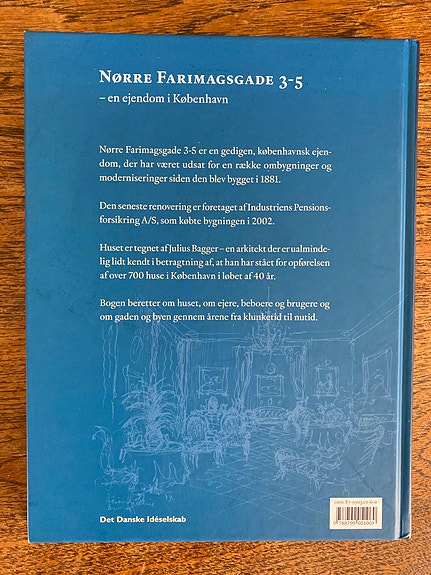 Nørre Farimagsgade 3-5
– en ejendom i København
Nørre Farimagsgade 3-5 er en gedigen, københavnsk ejen-
dom, der har været udsat for en række ombygninger og
moderniseringer siden den blev bygget i 1881.
Den seneste renovering er foretaget af Industriens Pensions-
forsikring A/S, som købte bygningen i 2002.
Huset er tegnet af Julius Bagger – en arkitekt der er ualminde-
lig lidt kendt i betragtning af, at han har stået for opførelsen
af over 700 huse i København i løbet af 40 år.
Bogen beretter om huset, om ejere, beboere og brugere og
om gaden og byen gennem årene fra klunketid til nutid.
Det Danske Idéselskab